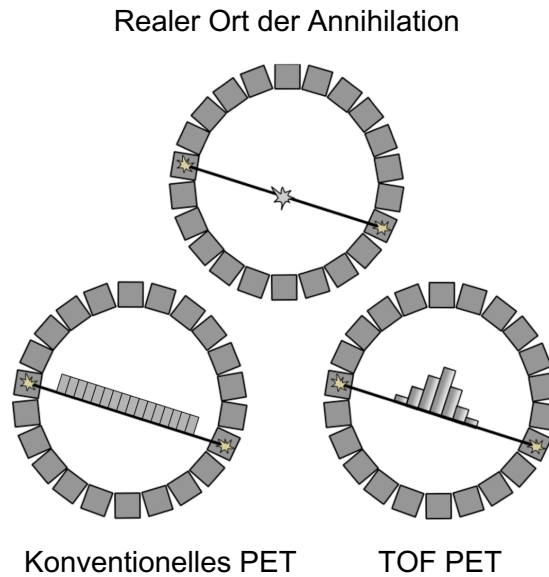 Realer Ort der Annihilation
Konventionelles PET
TOF PET